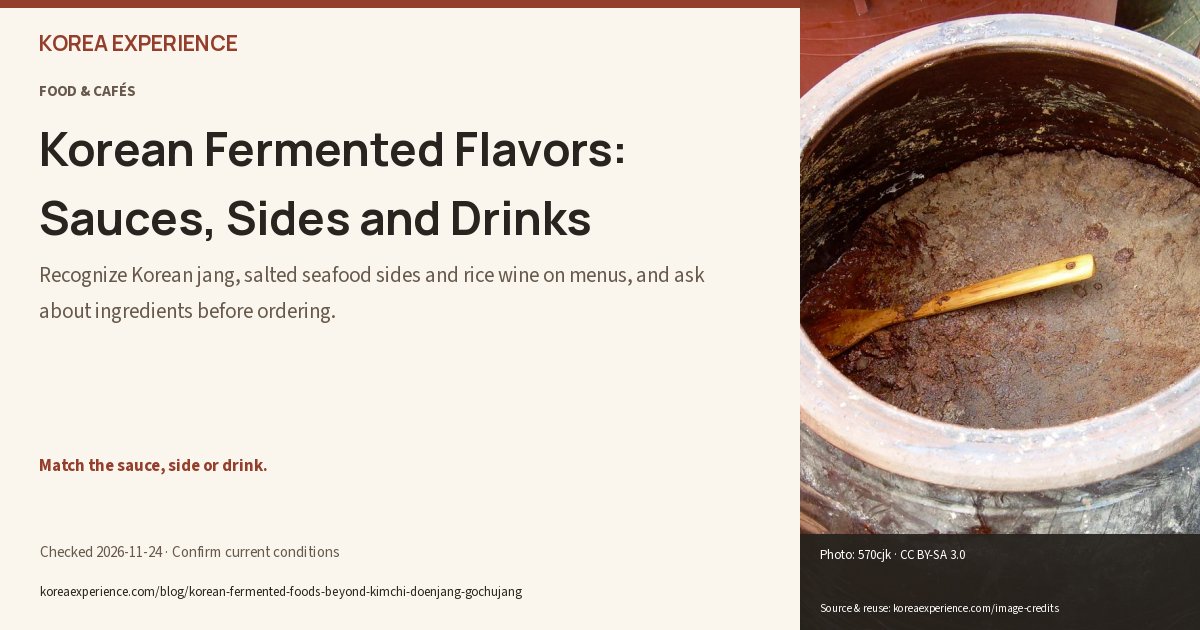 KOREA EXPERIENCE
FOOD & CAFÉS
Korean Fermented Flavors:
Sauces, Sides and Drinks
Recognize Korean jang, salted seafood sides and rice wine on menus, and ask
about ingredients before ordering.
Match the sauce, side or drink.
Checked 2026-11-24 · Confirm current conditions
koreaexperience.com/blog/korean-fermented-foods-beyond-kimchi-doenjang-gochujang
Photo: 570cjk · CC BY-SA 3.0
Source & reuse: koreaexperience.com/image-credits